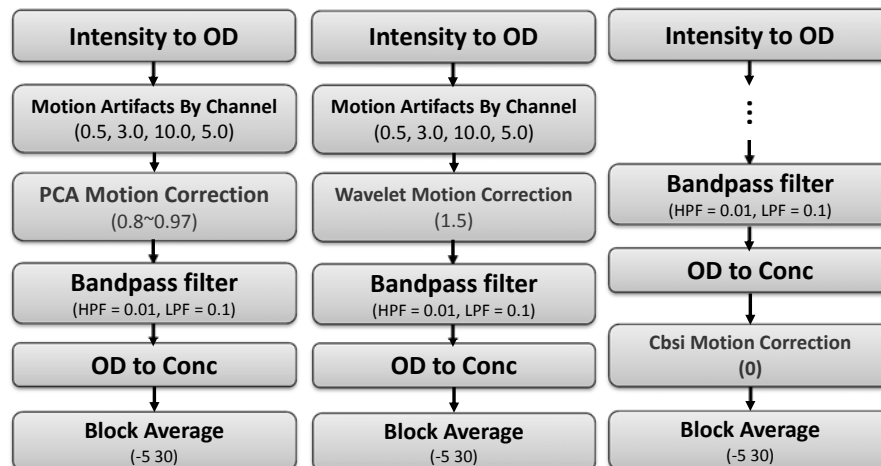 Intensity to OD
Motion Artifacts By Channel
(0.5, 3.0, 10.0, 5.0)
PCA Motion Correction
(0.8~0.97)
Bandpass filter
(HPF = 0.01, LPF = 0.1)
OD to Conc
Block Average
(-5 30)
Intensity to OD
Motion Artifacts By Channel
(0.5, 3.0, 10.0, 5.0)
Wavelet Motion Correction
(1.5)
Bandpass filter
(HPF = 0.01, LPF = 0.1)
OD to Conc
Block Average
(-5 30)
Intensity to OD
⋮
Bandpass filter
(HPF = 0.01, LPF = 0.1)
OD to Conc
Cbsi Motion Correction
(0)
Block Average
(-5 30)